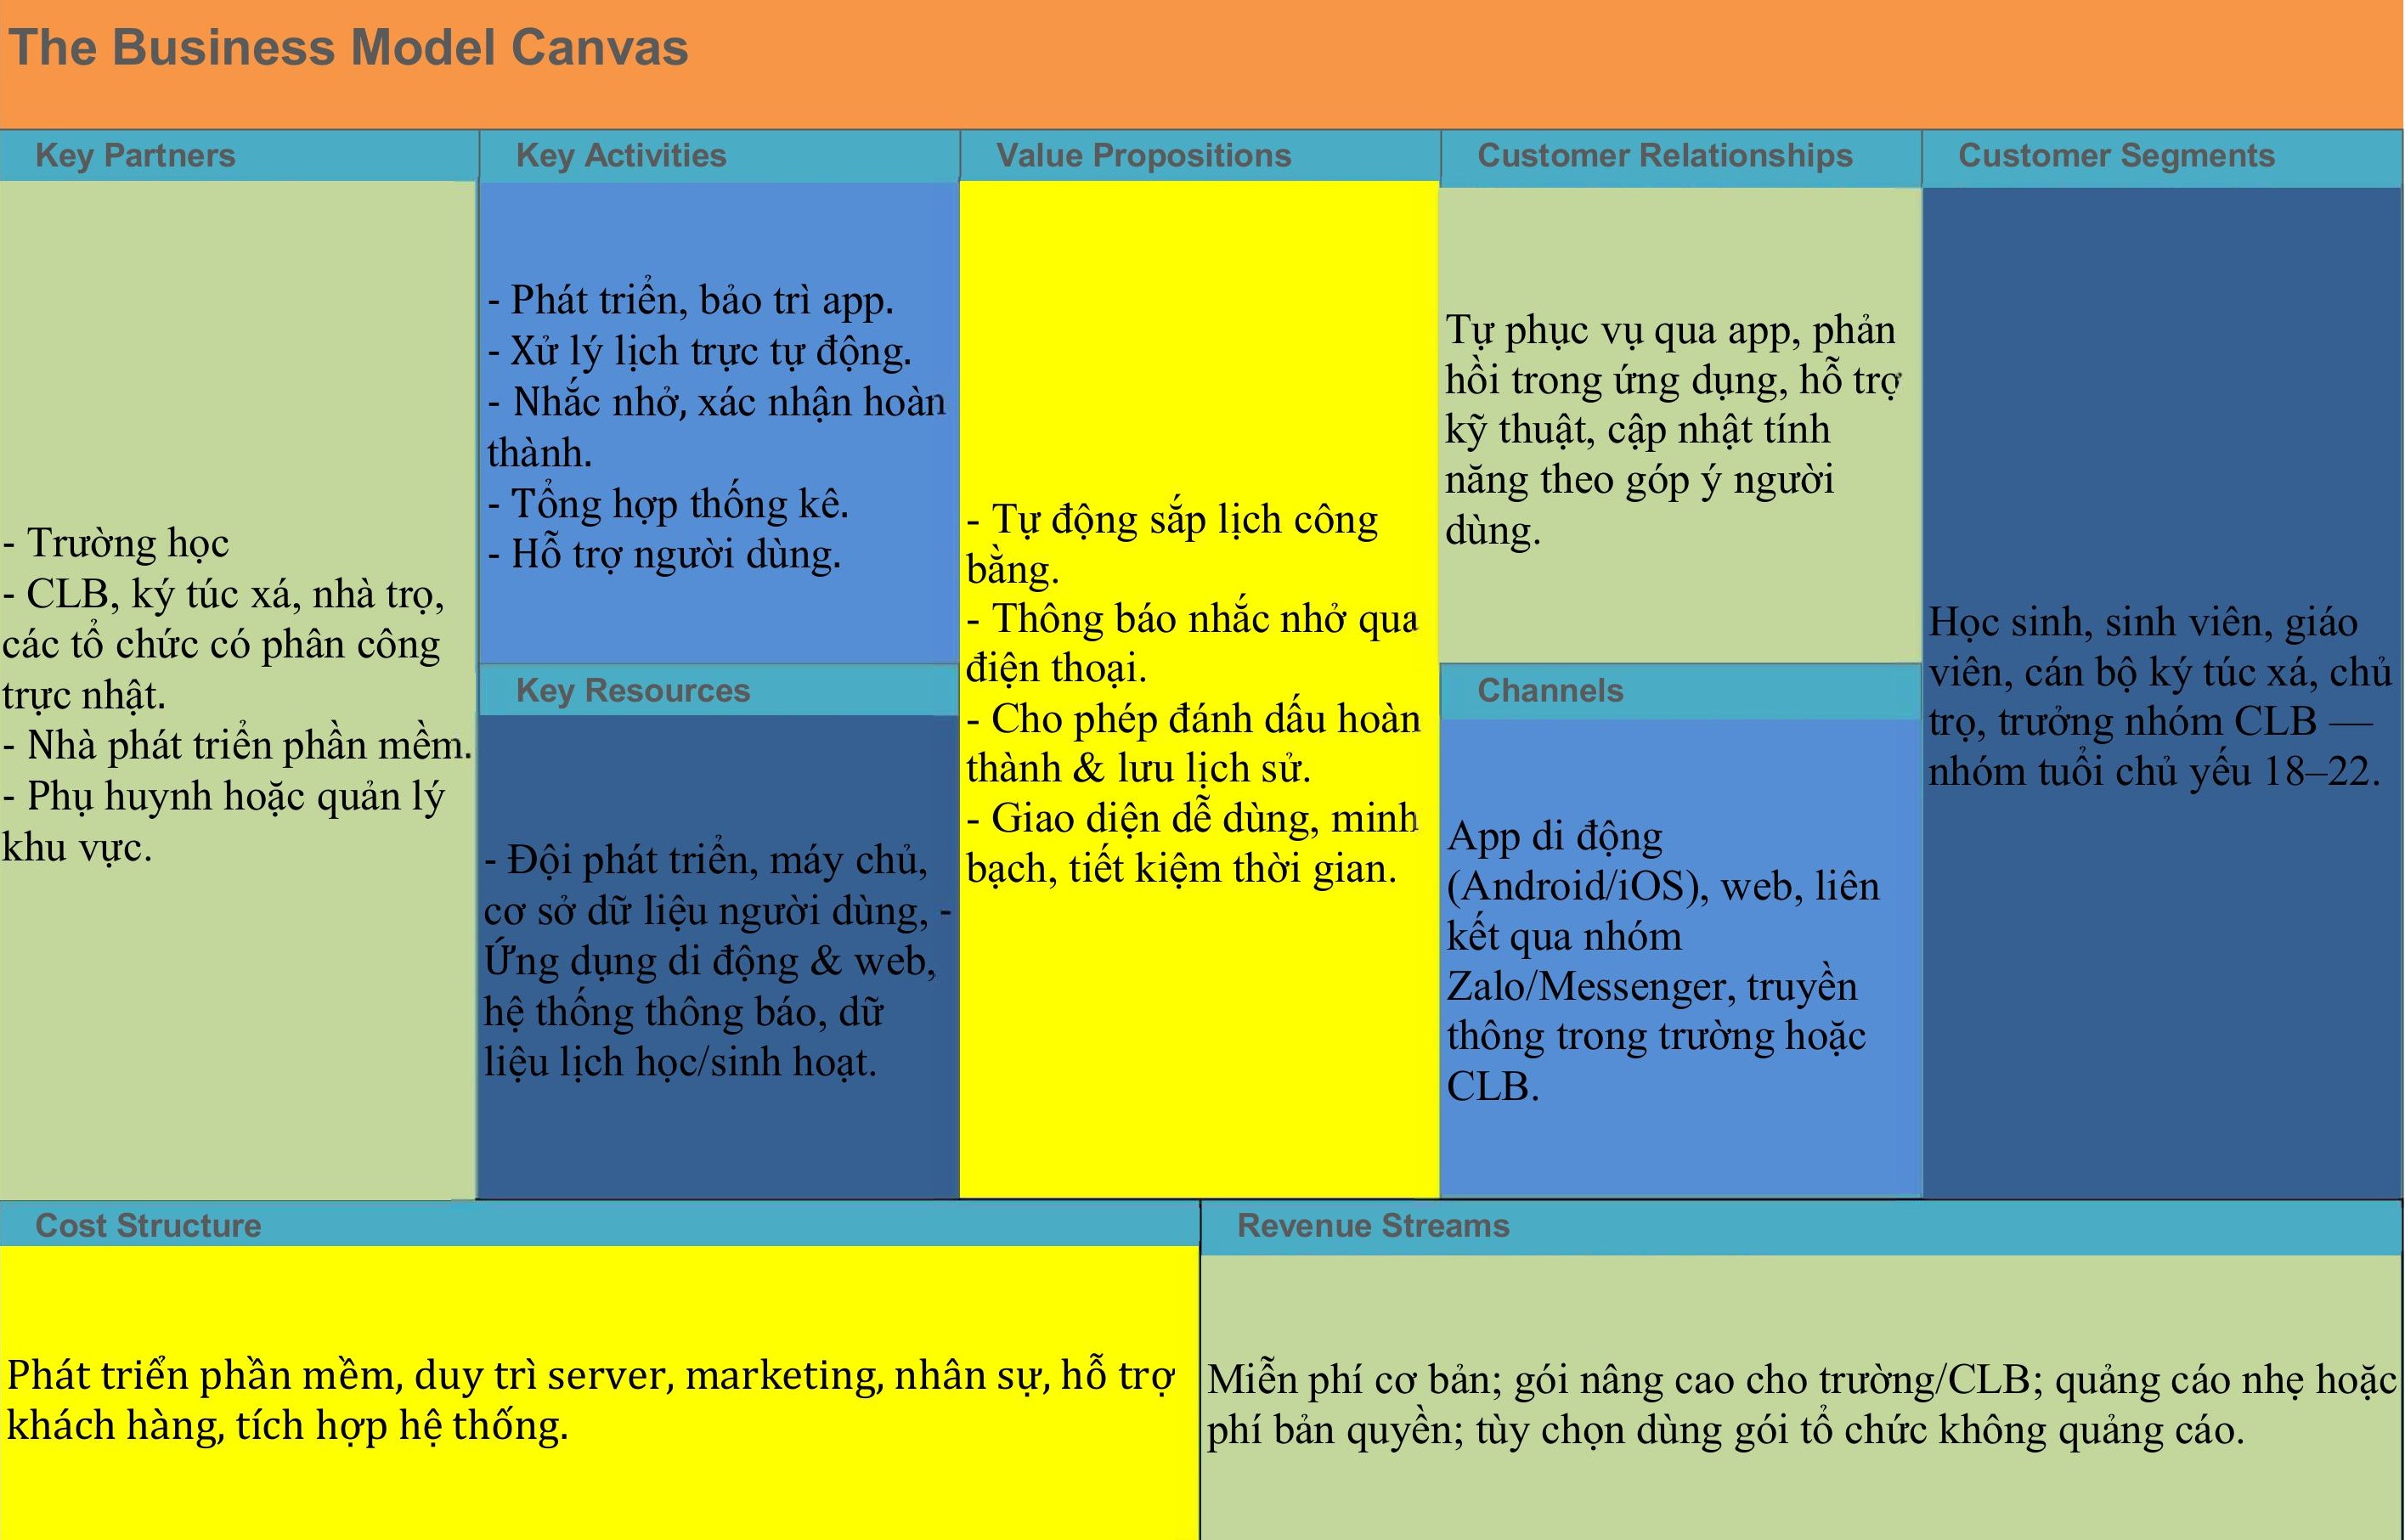 The Business Model Canvas
Key Partners
- Trường học
- CLB, ký túc xá, nhà trọ,
các tổ chức có phân công
trực nhật.
- Nhà phát triển phần mềm.
- Phụ huynh hoặc quản lý
khu vực.
Key Activities
- Phát triển, bảo trì app.
- Xử lý lịch trực tự động.
- Nhắc nhở, xác nhận hoàn
thành.
- Tổng hợp thống kê.
- Hỗ trợ người dùng.
Key Resources
- Đội phát triển, máy chủ,
cơ sở dữ liệu người dùng, -
Ứng dụng di động & web,
hệ thống thông báo, dữ
liệu lịch học/sinh hoạt.
Value Propositions
- Tự động sắp lịch công
bằng.
- Thông báo nhắc nhở qua
điện thoại.
- Cho phép đánh dấu hoàn
thành & lưu lịch sử.
- Giao diện dễ dùng, minh
bạch, tiết kiệm thời gian.
Customer Relationships
Tự phục vụ qua app, phản
hồi trong ứng dụng, hỗ trợ
kỹ thuật, cập nhật tính
năng theo góp ý người
dùng.
Channels
App di động
(Android/iOS), web, liên
kết qua nhóm
Zalo/Messenger, truyền
thông trong trường hoặc
CLB.
Customer Segments
Học sinh, sinh viên, giáo
viên, cán bộ ký túc xá, chủ
trọ, trưởng nhóm CLB —
nhóm tuổi chủ yếu 18–22.
Cost Structure
Phát triển phần mềm, duy trì server, marketing, nhân sự, hỗ trợ
khách hàng, tích hợp hệ thống.
Revenue Streams
Miễn phí cơ bản; gói nâng cao cho trường/CLB; quảng cáo nhẹ hoặc
phí bản quyền; tùy chọn dùng gói tổ chức không quảng cáo.